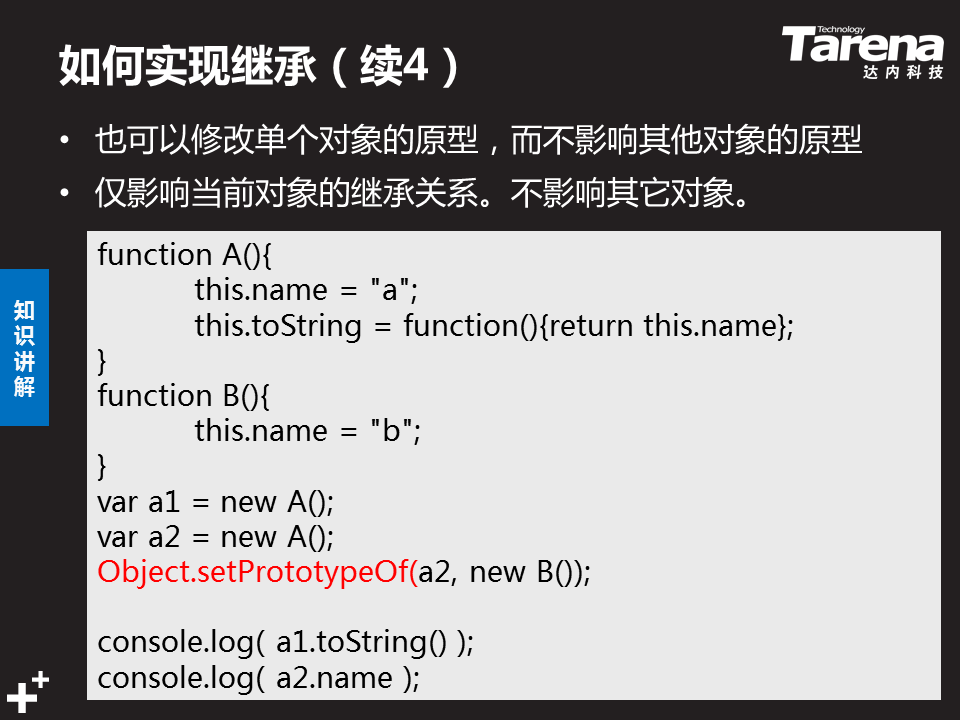 如何实现继承（续4）
Technology
Tarena
达内科技
• 也可以修改单个对象的原型，而不影响其他对象的原型
• 仅影响当前对象的继承关系。不影响其它对象。
知识讲解
function A(){
this.name = "a";
this.toString = function(){return this.name};
}
function B(){
this.name = "b";
}
var a1 = new A();
var a2 = new A();
Object.setPrototypeOf(a2, new B());
console.log( a1.toString() );
console.log( a2.name );